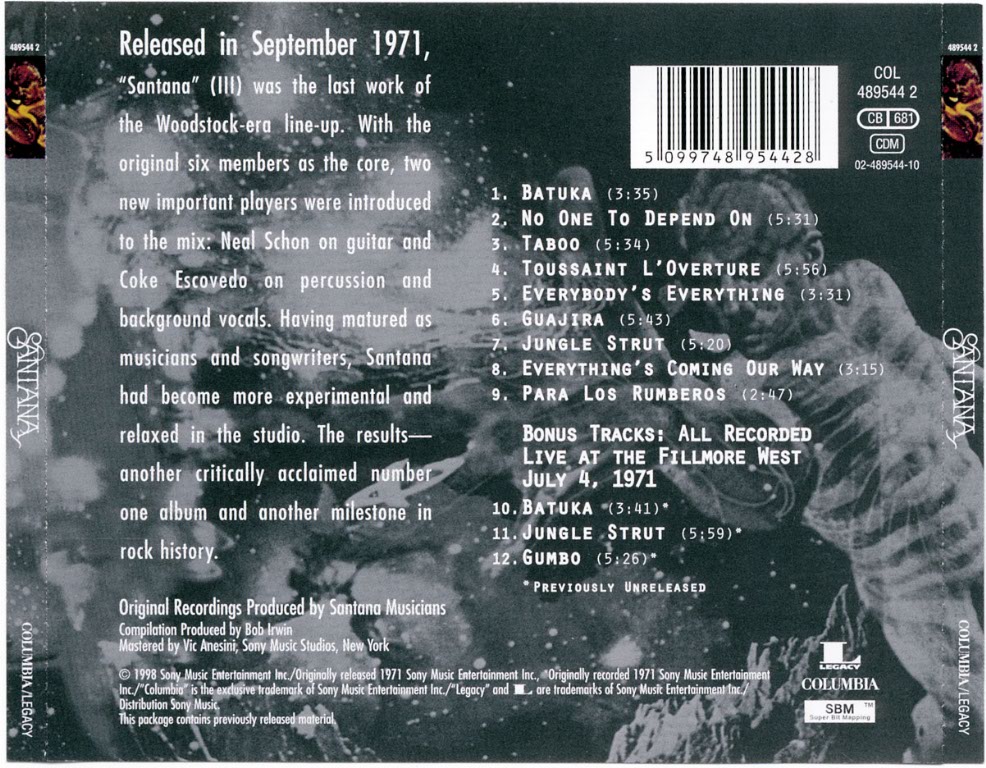 489544 2
SANTANA
COLUMBIA/LEGACY
Released in September 1971,
“Santana” (III) was the last work of
the Woodstock-era line-up. With the
original six members as the core, two
new important players were introduced
to the mix: Neal Schon on guitar and
Coke Escovedo on percussion and
background vocals. Having matured as
musicians and songwriters, Santana
had become more experimental and
relaxed in the studio. The results—
another critically acclaimed number
one album and another milestone in
rock history.
Original Recordings Produced by Santana Musicians
Compilation Produced by Bob Irwin
Mastered by Vic Anesini, Sony Music Studios, New York
© 1998 Sony Music Entertainment Inc./Originally released 1971 Sony Music Entertainment Inc., *Originally recorded 1971 Sony Music Entertainment
Inc./“Columbia” is the exclusive trademark of Sony Music Entertainment Inc./“Legacy” and L are trademarks of Sony Music Entertainment Inc./
Distribution Sony Music.
This package contains previously released material.
5 099748 954428
COL
489544 2
CB 681
CDM
02-489544-10
1. BATUKA (3:35)
2. NO ONE TO DEPEND ON (5:31)
3. TABOO (5:34)
4. TOUSSAINT L'OVERTURE (5:56)
5. EVERYBODY'S EVERYTHING (3:31)
6. GUAJIRA (5:43)
7. JUNGLE STRUT (5:20)
8. EVERYTHING'S COMING OUR WAY (3:15)
9. PARA LOS RUMBEROS (2:47)
BONUS TRACKS: ALL RECORDED
LIVE AT THE FILLMORE WEST
JULY 4, 1971
10. BATUKA (3:41)*
11. JUNGLE STRUT (5:59)*
12. GUMBO (5:26)*
*PREVIOUSLY UNRELEASED
L
LEGACY
COLUMBIA
SBM TM
Super Bit Mapping
489544 2
SANTANA
COLUMBIA/LEGACY